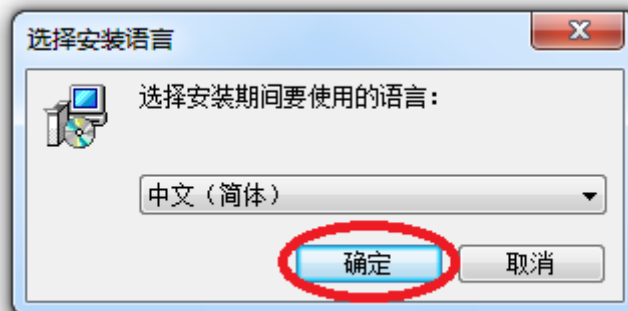 选择安装语言
选择安装期间要使用的语言：
中文（简体）
确定
取消